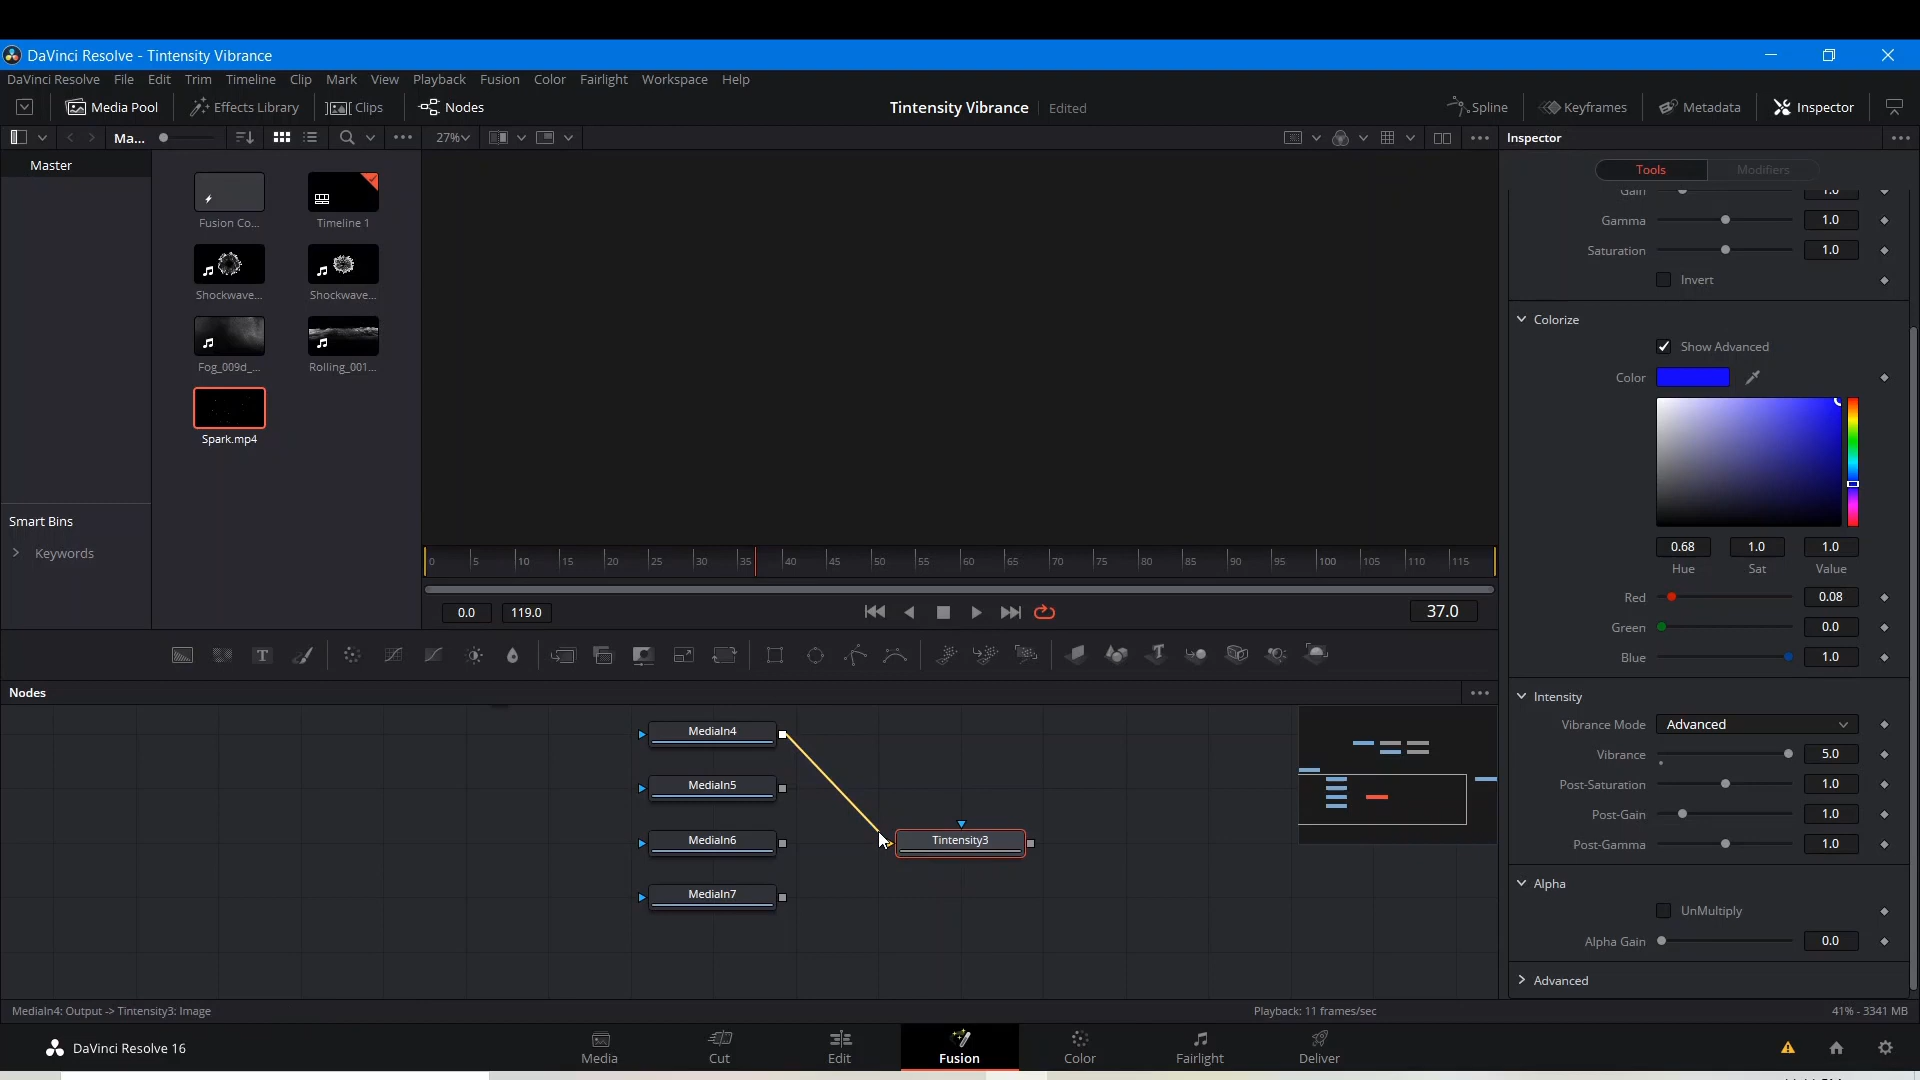 DaVinci Resolve - Tintensity Vibrance
DaVinci Resolve File Edit Trim Timeline Clip Mark View Playback Fusion Color Fairlight Workspace Help
Media Pool Effects Library Clips Nodes Tintensity Vibrance Edited Spline Keyframes Metadata Inspector
Ma... 27% Inspector
Master
Tools Modifiers
Fusion Co... Timeline 1
Gain 1.0
Gamma 1.0
Saturation 1.0
Invert
Shockwave... Shockwave...
Colorize
Show Advanced
Fog_009d_... Rolling_001...
Color
Spark.mp4
Smart Bins
Keywords
0.68 1.0 1.0
Hue Sat Value
0 5 10 15 20 25 30 35 40 45 50 55 60 65 70 75 80 85 90 95 100 105 110 115
Red 0.08
0.0 119.0 37.0
Green 0.0
Blue 1.0
Nodes
Intensity
Vibrance Mode Advanced
Vibrance 5.0
Post-Saturation 1.0
Post-Gain 1.0
Post-Gamma 1.0
MediaIn4
MediaIn5
MediaIn6 Tintensity3
MediaIn7
Alpha
UnMultiply
Alpha Gain 0.0
Advanced
MediaIn4: Output -> Tintensity3: Image Playback: 11 frames/sec 41% - 3341 MB
DaVinci Resolve 16 Media Cut Edit Fusion Color Fairlight Deliver